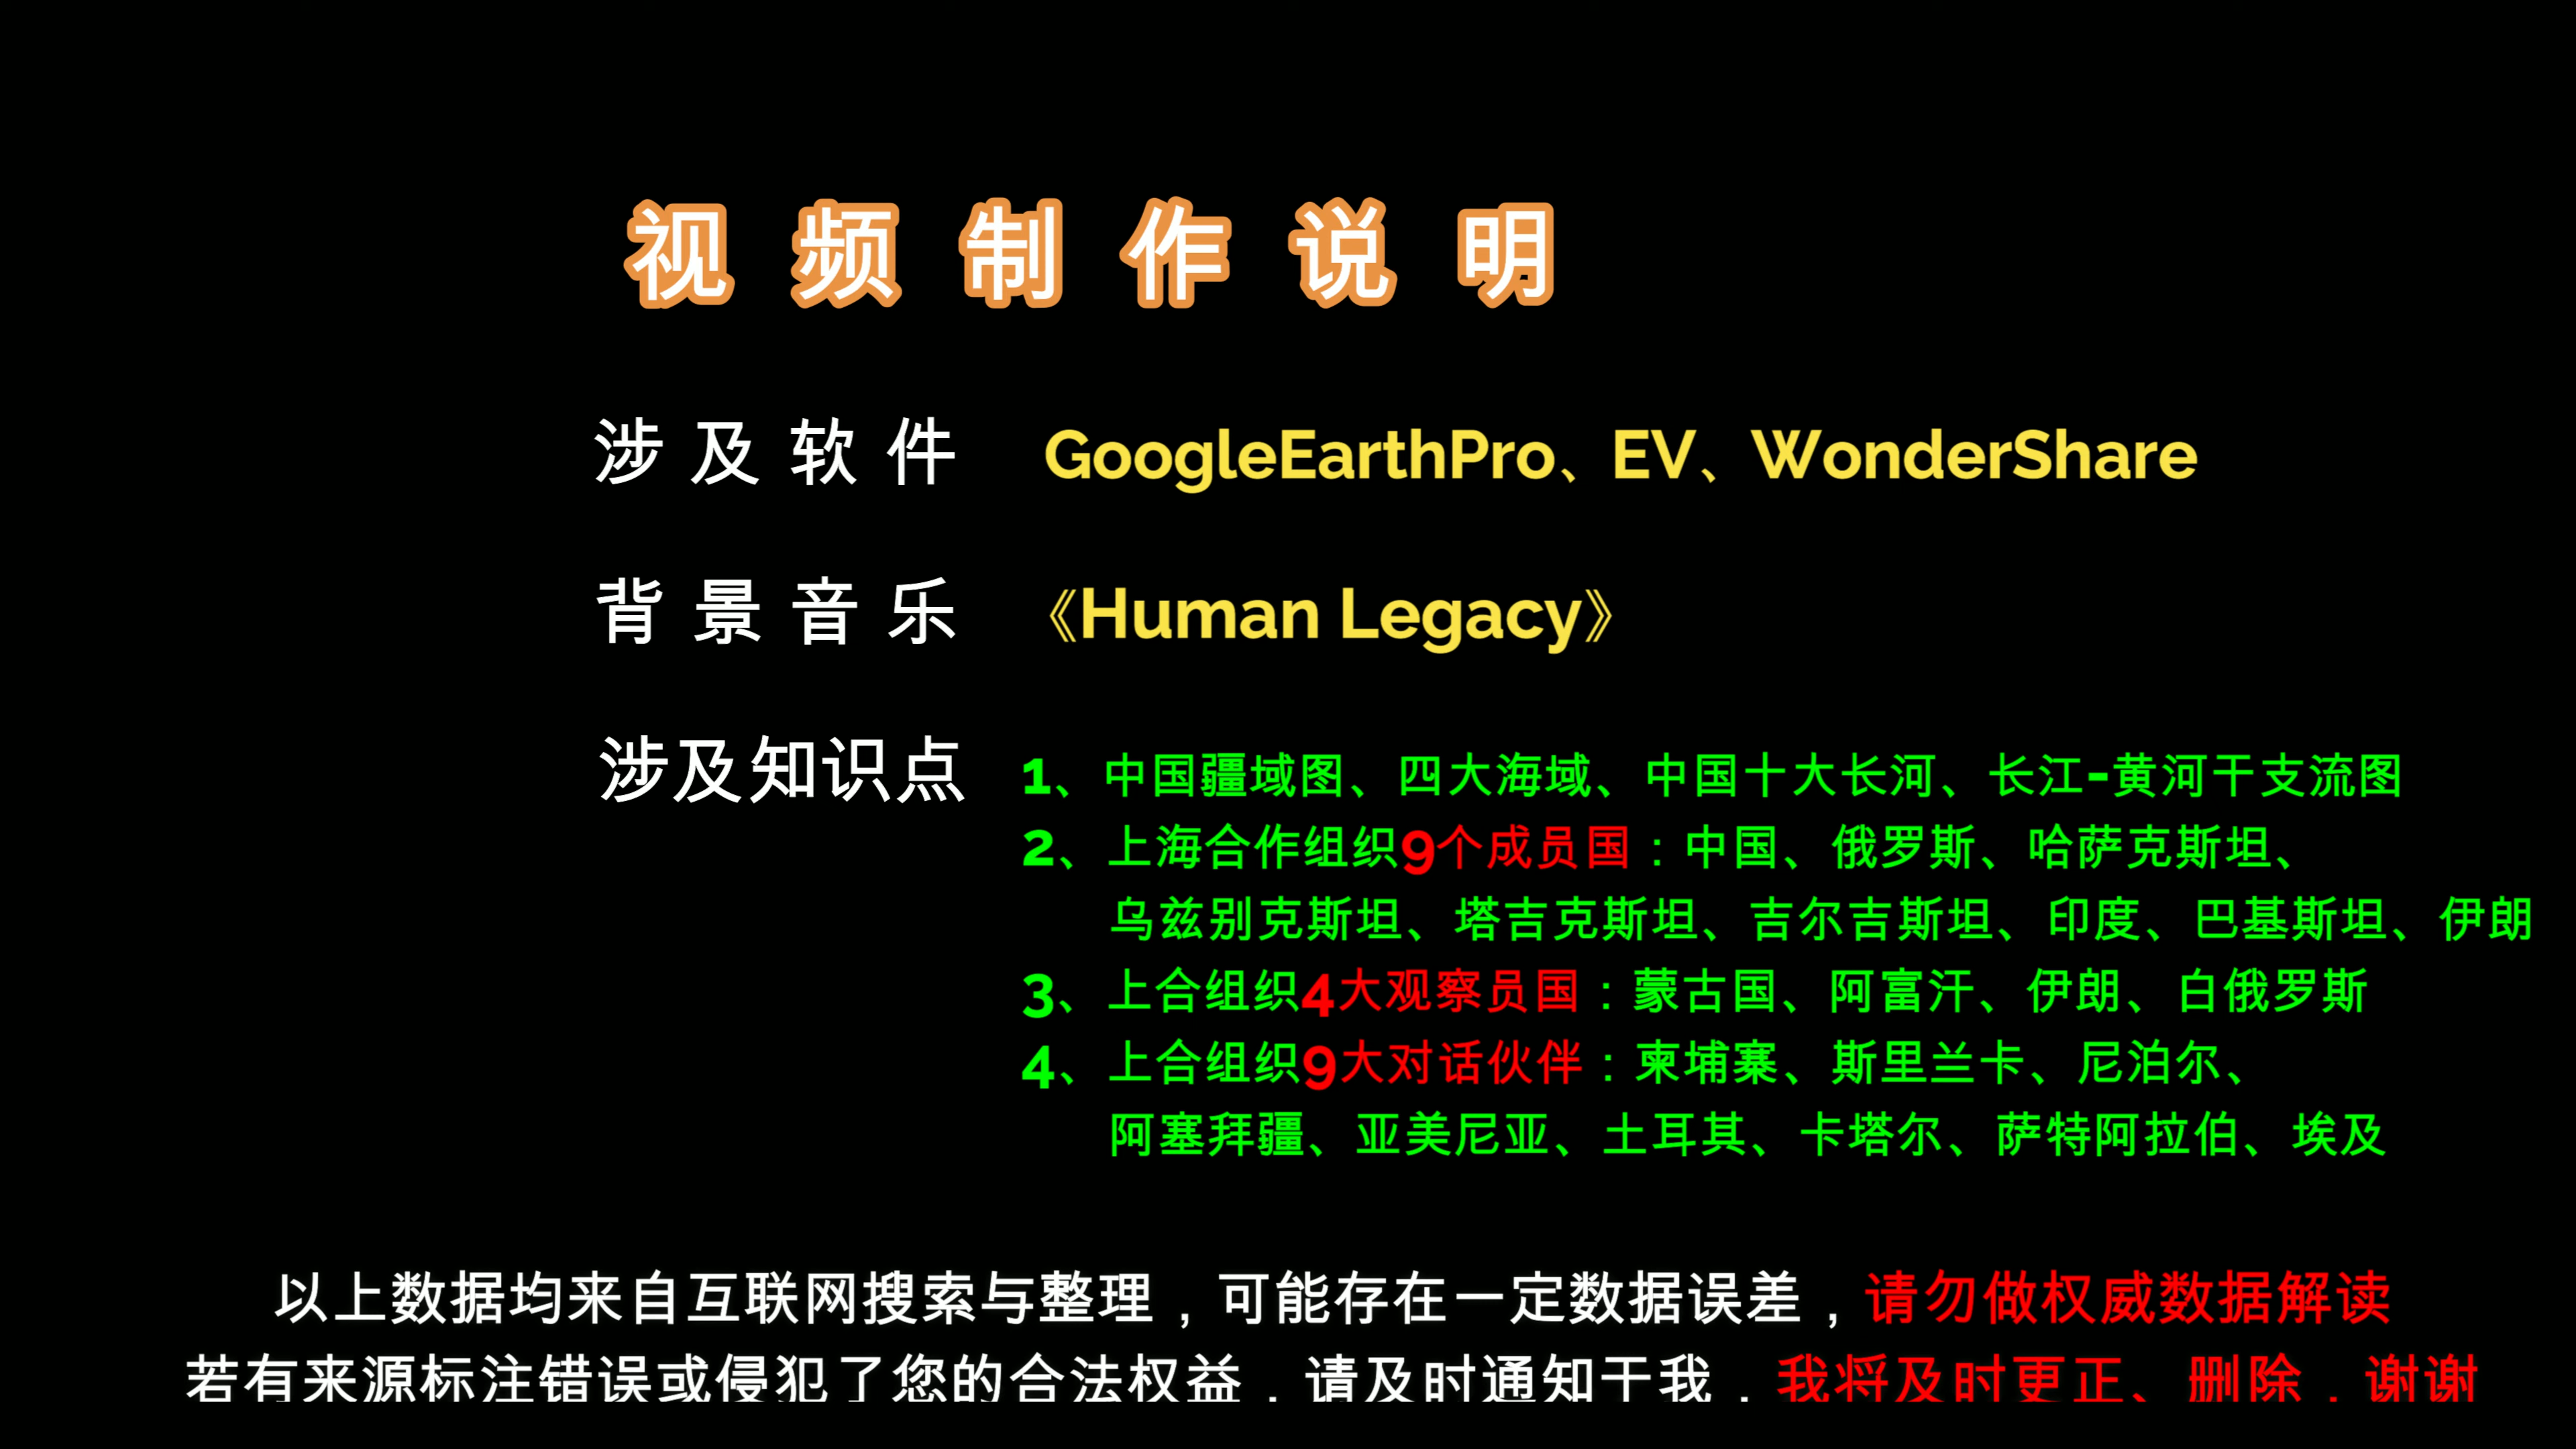 视频制作说明
涉及软件 GoogleEarthPro、EV、WonderShare
背景音乐 《Human Legacy》
涉及知识点 1、中国疆域图、四大海域、中国十大长河、长江-黄河干支流图
2、上海合作组织9个成员国：中国、俄罗斯、哈萨克斯坦、
乌兹别克斯坦、塔吉克斯坦、吉尔吉斯坦、印度、巴基斯坦、伊朗
3、上合组织4大观察员国：蒙古国、阿富汗、伊朗、白俄罗斯
4、上合组织9大对话伙伴：柬埔寨、斯里兰卡、尼泊尔、
阿塞拜疆、亚美尼亚、土耳其、卡塔尔、萨特阿拉伯、埃及
以上数据均来自互联网搜索与整理，可能存在一定数据误差，请勿做权威数据解读
若有来源标注错误或侵犯了您的合法权益，请及时通知于我，我将及时更正、删除，谢谢